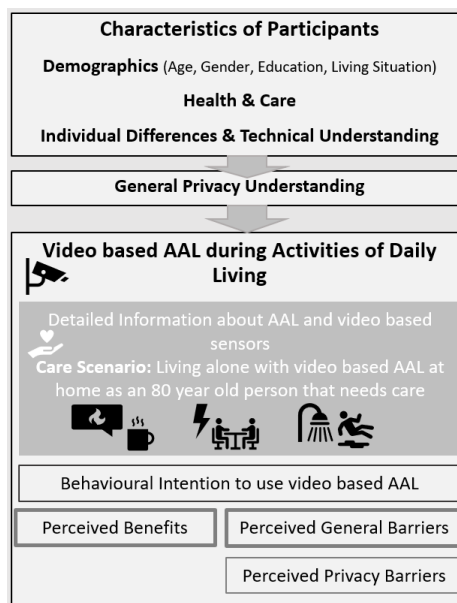 Characteristics of Participants
Demographics (Age, Gender, Education, Living Situation)
Health & Care
Individual Differences & Technical Understanding
General Privacy Understanding
Video based AAL during Activities of Daily
Living
Detailed Information about AAL and video based
sensors
Care Scenario: Living alone with video based AAL at
home as an 80 year old person that needs care
Behavioural Intention to use video based AAL
Perceived Benefits
Perceived General Barriers
Perceived Privacy Barriers